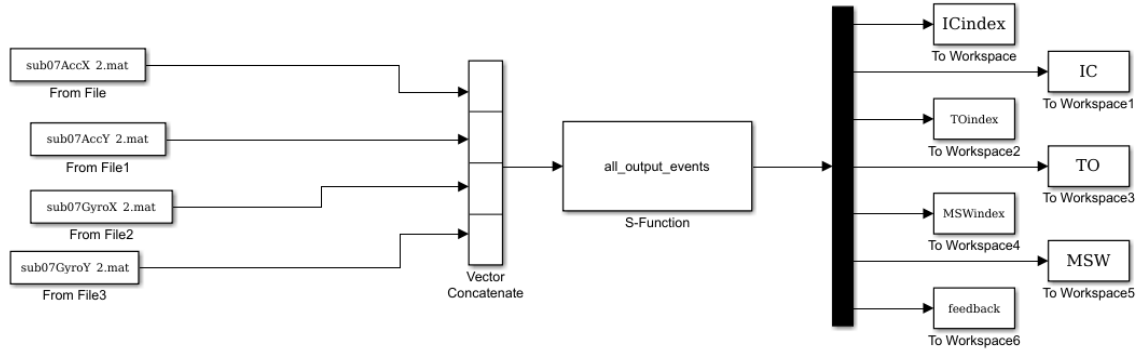 sub07AccX 2.mat
From File
sub07AccY 2.mat
From File1
sub07GyroX 2.mat
From File2
sub07GyroY 2.mat
From File3
Vector
Concatenate
all_output_events
S-Function
ICindex
To Workspace
IC
To Workspace1
TOindex
To Workspace2
TO
To Workspace3
MSWindex
To Workspace4
MSW
To Workspace5
feedback
To Workspace6